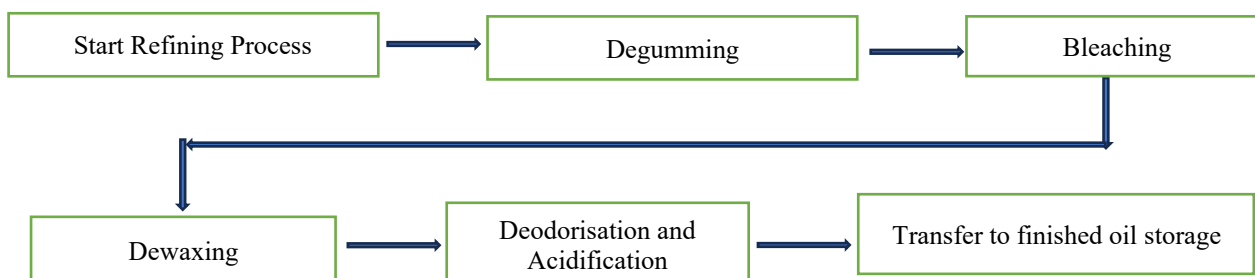 Start Refining Process
Degumming
Bleaching
Dewaxing
Deodorisation and
Acidification
Transfer to finished oil storage